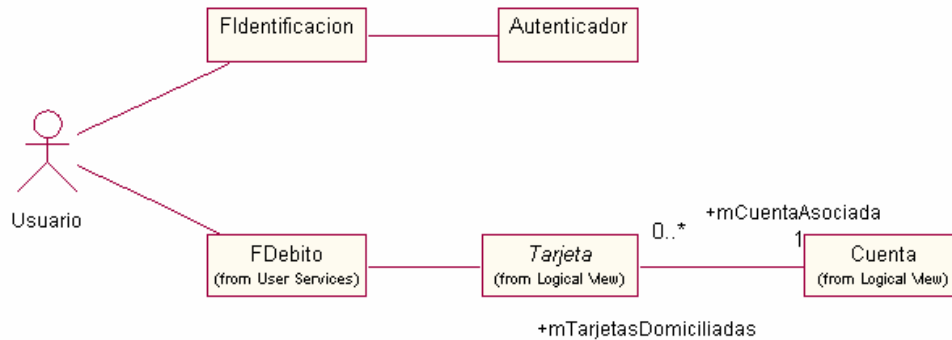 FIdentificacion
Autenticador
Usuario
+mCuentaAsociada
0..*
1
FDebito
(from User Services)
Tarjeta
(from Logical View)
Cuenta
(from Logical View)
+mTarjetasDomiciliadas